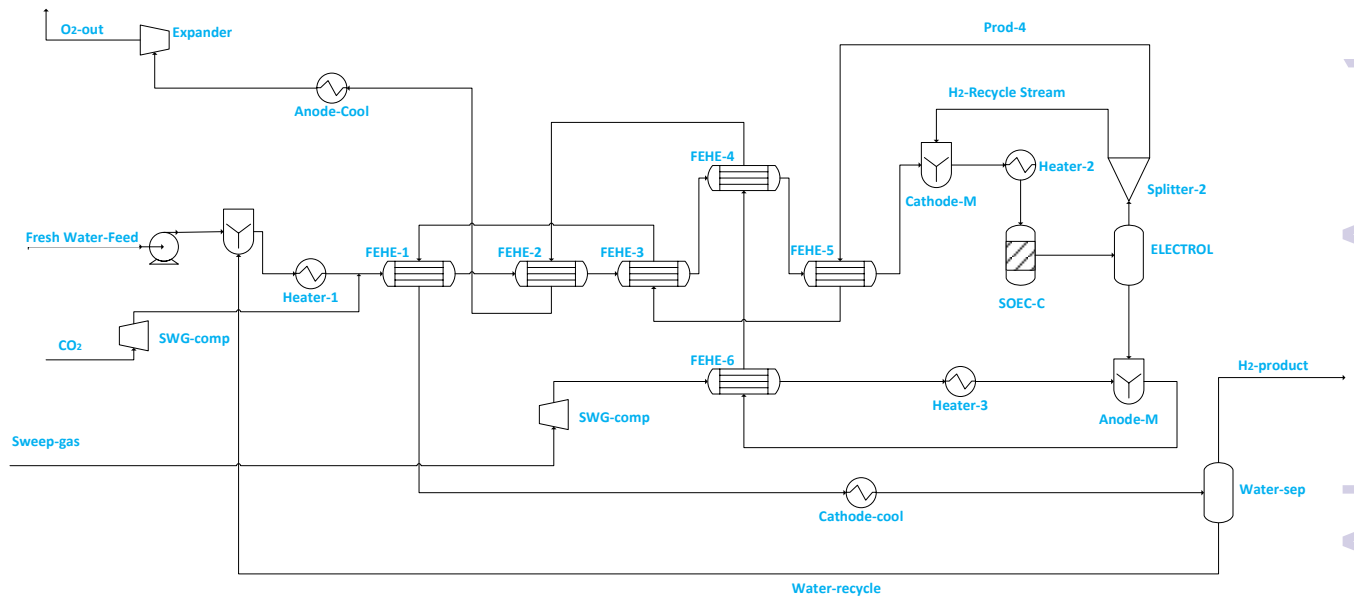 O2-out
Expander
Prod-4
Anode-Cool
H2-Recycle Stream
FEHE-4
Heater-2
Splitter-2
Cathode-M
Fresh Water-Feed
FEHE-1
FEHE-2
FEHE-3
FEHE-5
ELECTROL
Heater-1
SOEC-C
SWG-comp
CO2
FEHE-6
H2-product
Heater-3
SWG-comp
Anode-M
Sweep-gas
Water-sep
Cathode-cool
Water-recycle